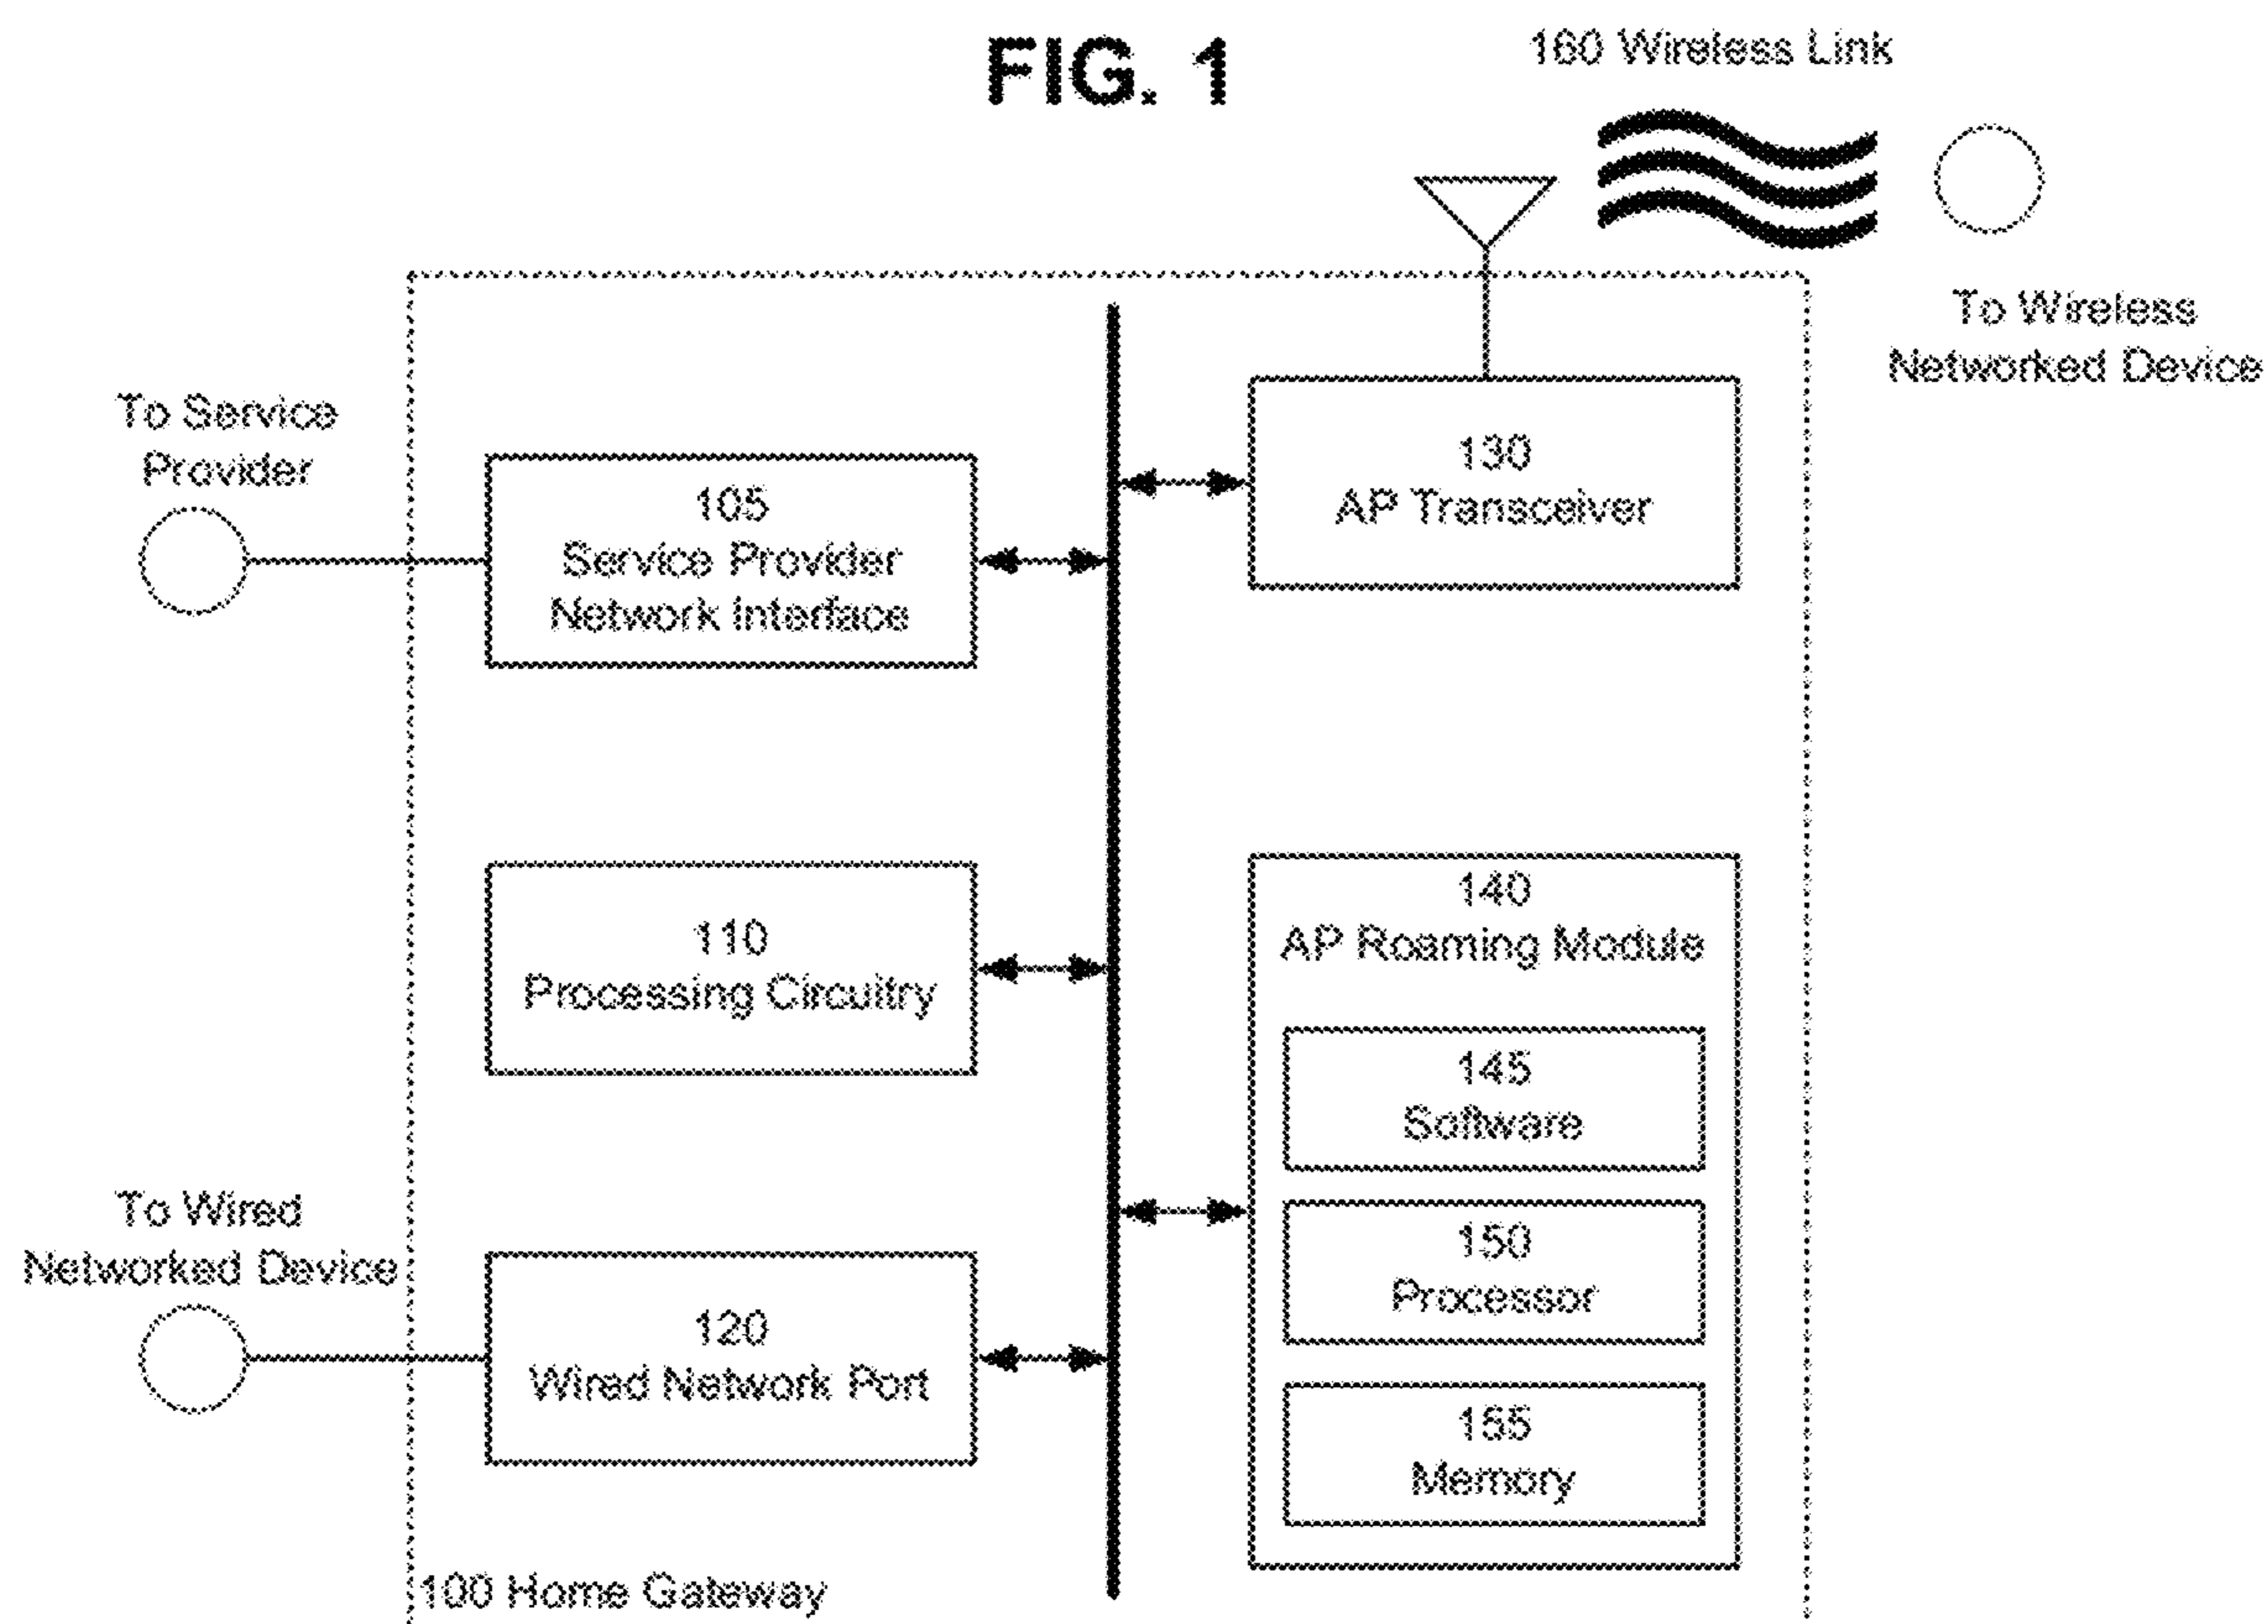 FIG. 1
160 Wireless Link
To Wireless
Networked Device
To Service
Provider
105
Service Provider
Network Interface
130
AP Transceiver
110
Processing Circuitry
140
AP Roaming Module
145
Software
150
Processor
155
Memory
To Wired
Networked Device
120
Wired Network Port
100 Home Gateway